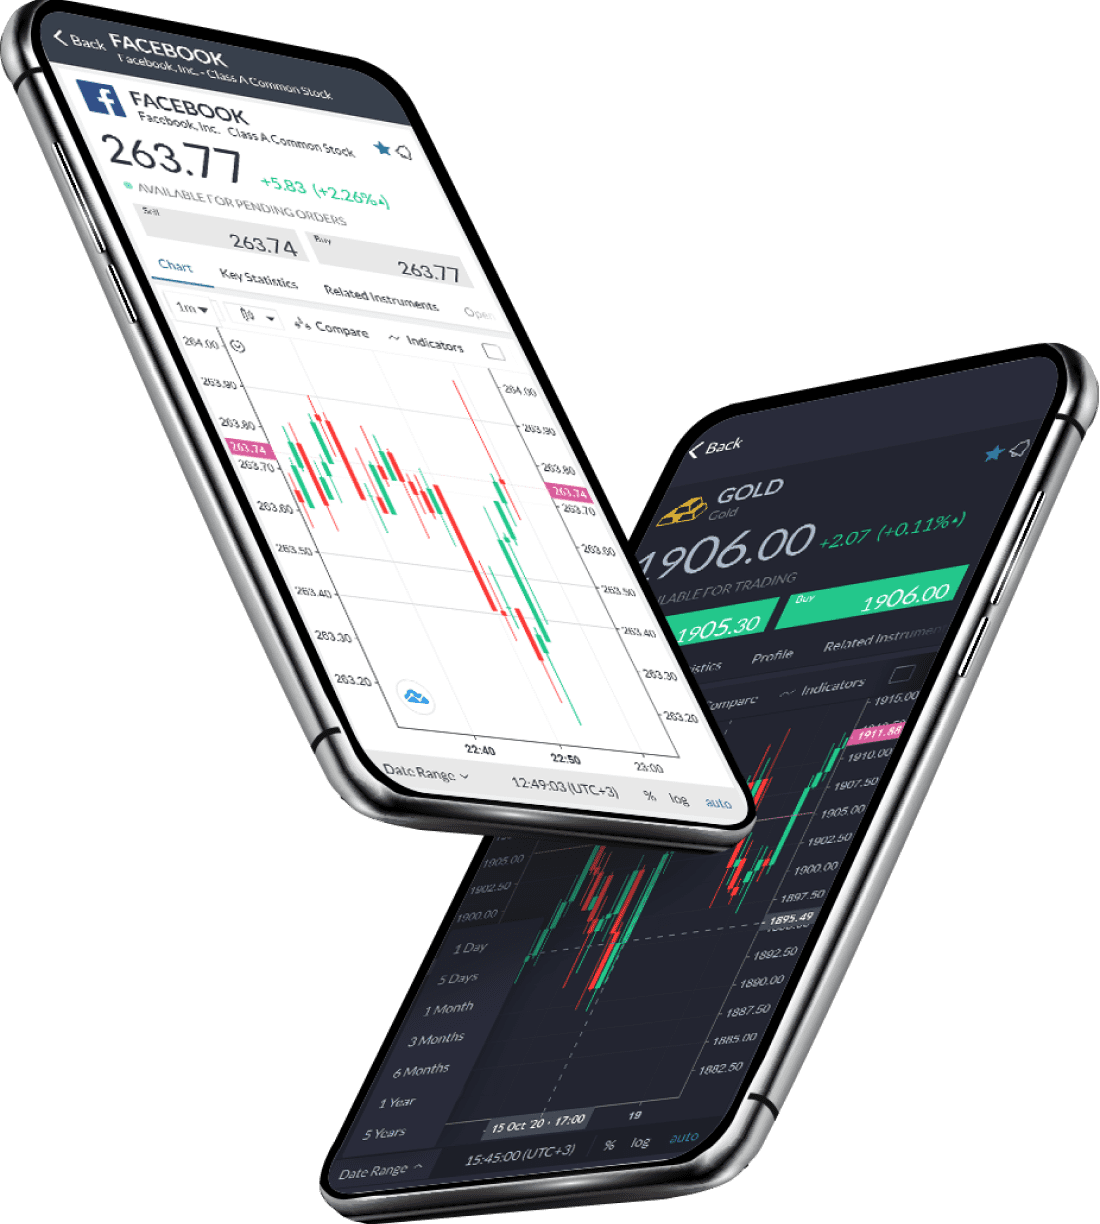 Back FACEBOOK
Facebook, Inc. - Class A Common Stock
FACEBOOK
Facebook, Inc. Class A Common Stock
263.77 +5.83 (+2.26%▴)
AVAILABLE FOR PENDING ORDERS
Sell 263.74 Buy 263.77
Chart Key Statistics Related Instruments Open
1m Compare Indicators
264.00
263.90
263.80
263.74
263.70
263.60
263.50
263.40
263.30
263.20
264.00
263.90
263.80
263.74
263.70
263.60
263.50
263.40
263.30
263.20
22:40 22:50 23:00
Date Range 12:49:03 (UTC+3) % log auto
Back
GOLD
Gold
1906.00 +2.07 (+0.11%▴)
ILABLE FOR TRADING
1905.30 Buy 1906.00
istics Profile Related Instrumen
ompare Indicators
1915.00
1911.88
1910.00
1907.50
1905.00
1902.50
1900.00
1897.50
1895.49
1892.50
1890.00
1887.50
1885.00
1882.50
1905.00
1902.50
1900.00
1 Day
5 Days
1 Month
3 Months
6 Months
1 Year
5 Years
15 Oct '20 - 17:00 19
Date Range 15:45:00 (UTC+3) % log auto